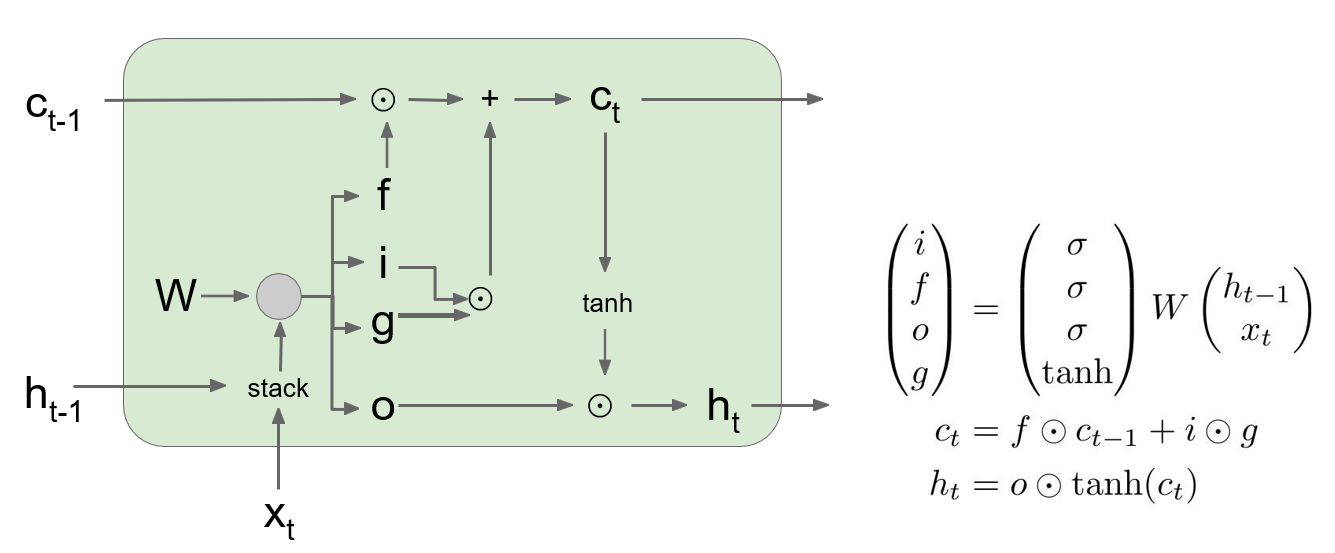 c_{t-1} ⊙ + c_t
f
i
W ⊙
g
tanh
h_{t-1} stack
o ⊙ h_t
x_t
(i f o g) = (σ σ σ tanh) W (h_{t-1} x_t)
c_t = f ⊙ c_{t-1} + i ⊙ g
h_t = o ⊙ tanh(c_t)